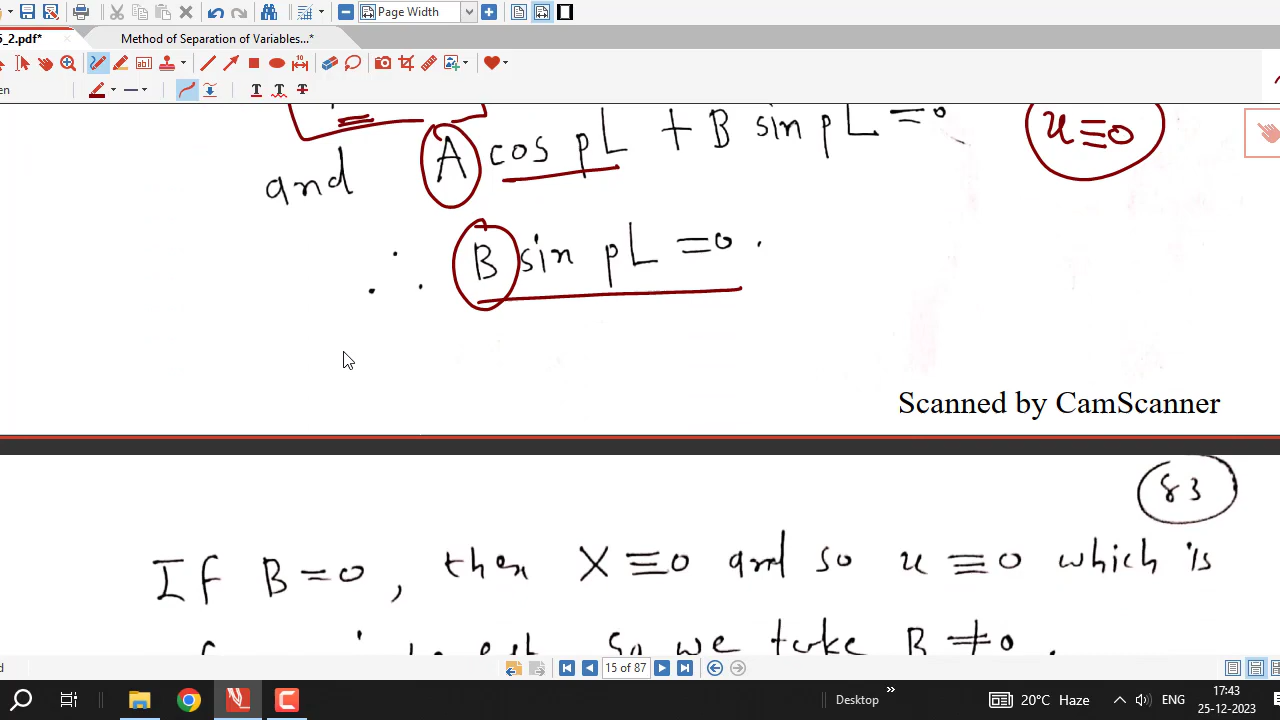 Page Width
5_2.pdf*
Method of Separation of Variables...*
en
and A cos pL + B sin pL = 0
u ≡ 0
∴ B sin pL = 0 .
Scanned by CamScanner
83
If B = 0 , then X ≡ 0 and so u ≡ 0 which is
so we take B ≠ 0 .
15 of 87
Desktop
»
20°C Haze
ENG
17:43
25-12-2023